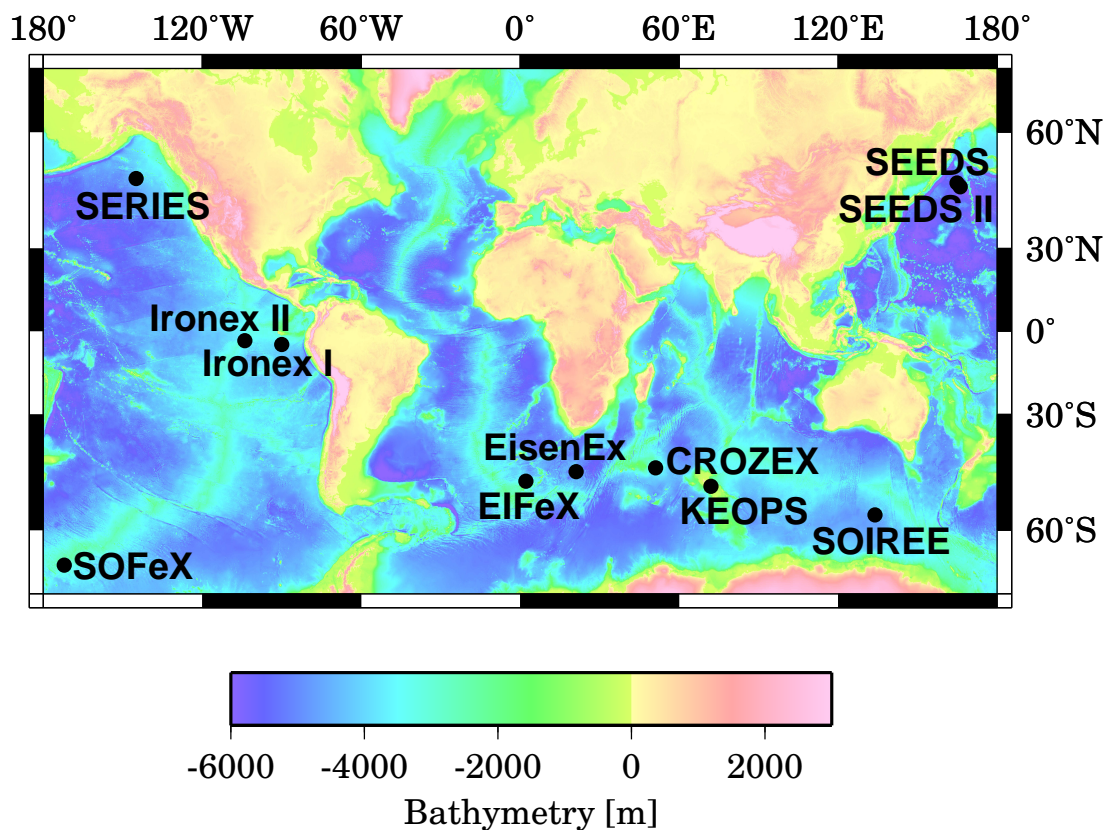 180° 120°W 60°W 0° 60°E 120°E 180°
60°N
SEEDS
SERIES
SEEDS II
30°N
Ironex II
0°
Ironex I
30°S
EisenEx
CROZEX
EIFeX
KEOPS
60°S
SOIREE
SOFeX
-6000 -4000 -2000 0 2000
Bathymetry [m]